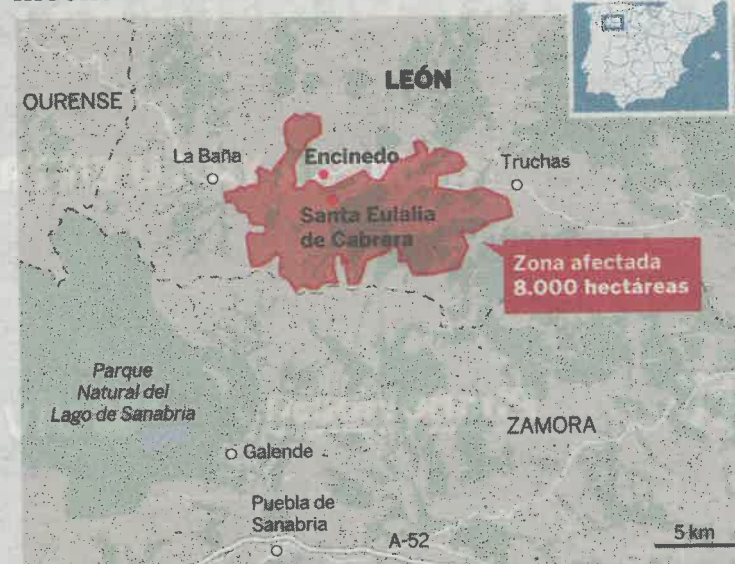 LEÓN
OURENSE
La Baña
Encinedo
Truchas
Santa Eulalia
de Cabrera
Zona afectada
8.000 hectáreas
Parque
Natural del
Lago de Sanabria
ZAMORA
Galende
Puebla de
Sanabria
A-52
5 km